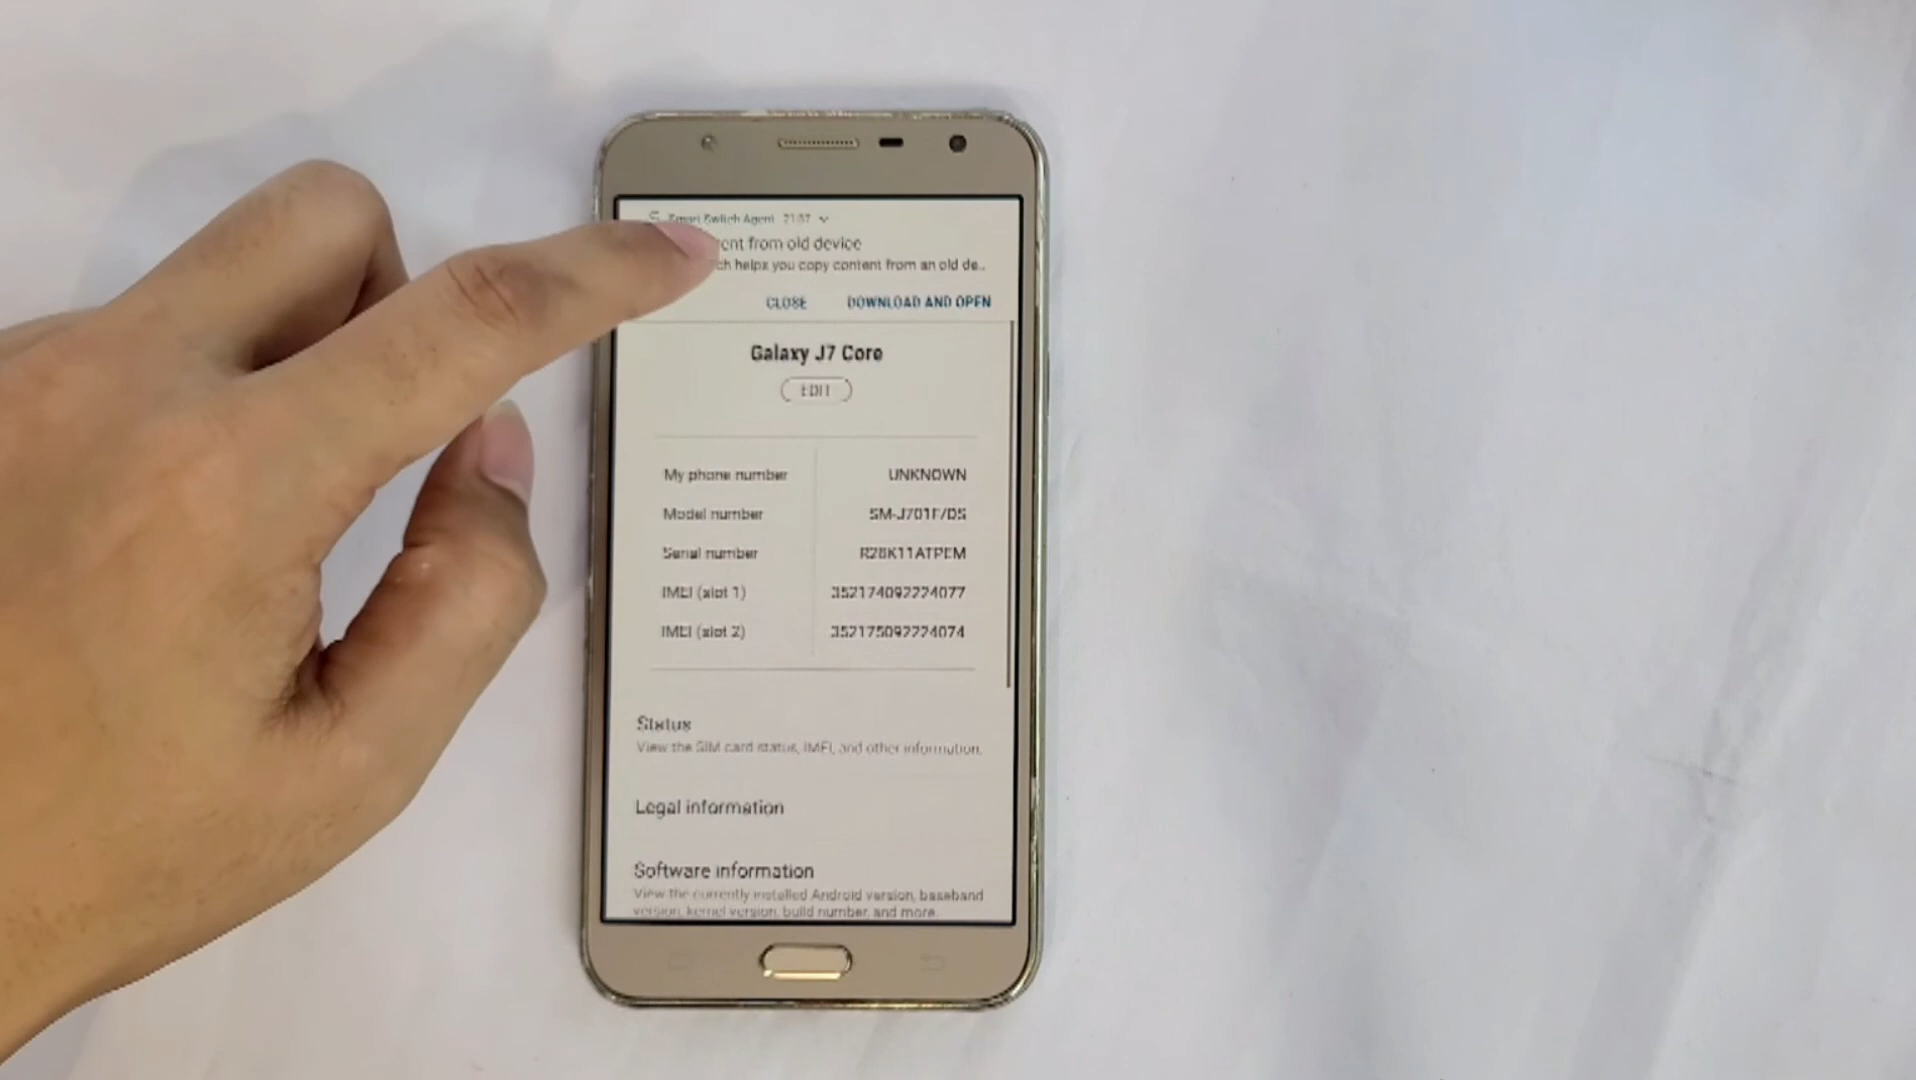 Smart Switch Agent 21:37
ent from old device
ch helps you copy content from an old de..
CLOSE DOWNLOAD AND OPEN
Galaxy J7 Core
EDIT
My phone number UNKNOWN
Model number SM-J701F/DS
Serial number R28K11ATPEM
IMEI (slot 1) 352174092224077
IMEI (slot 2) 352175092224074
Status
View the SIM card status, IMEI, and other information.
Legal information
Software information
View the currently installed Android version, baseband
version, kernel version, build number, and more.